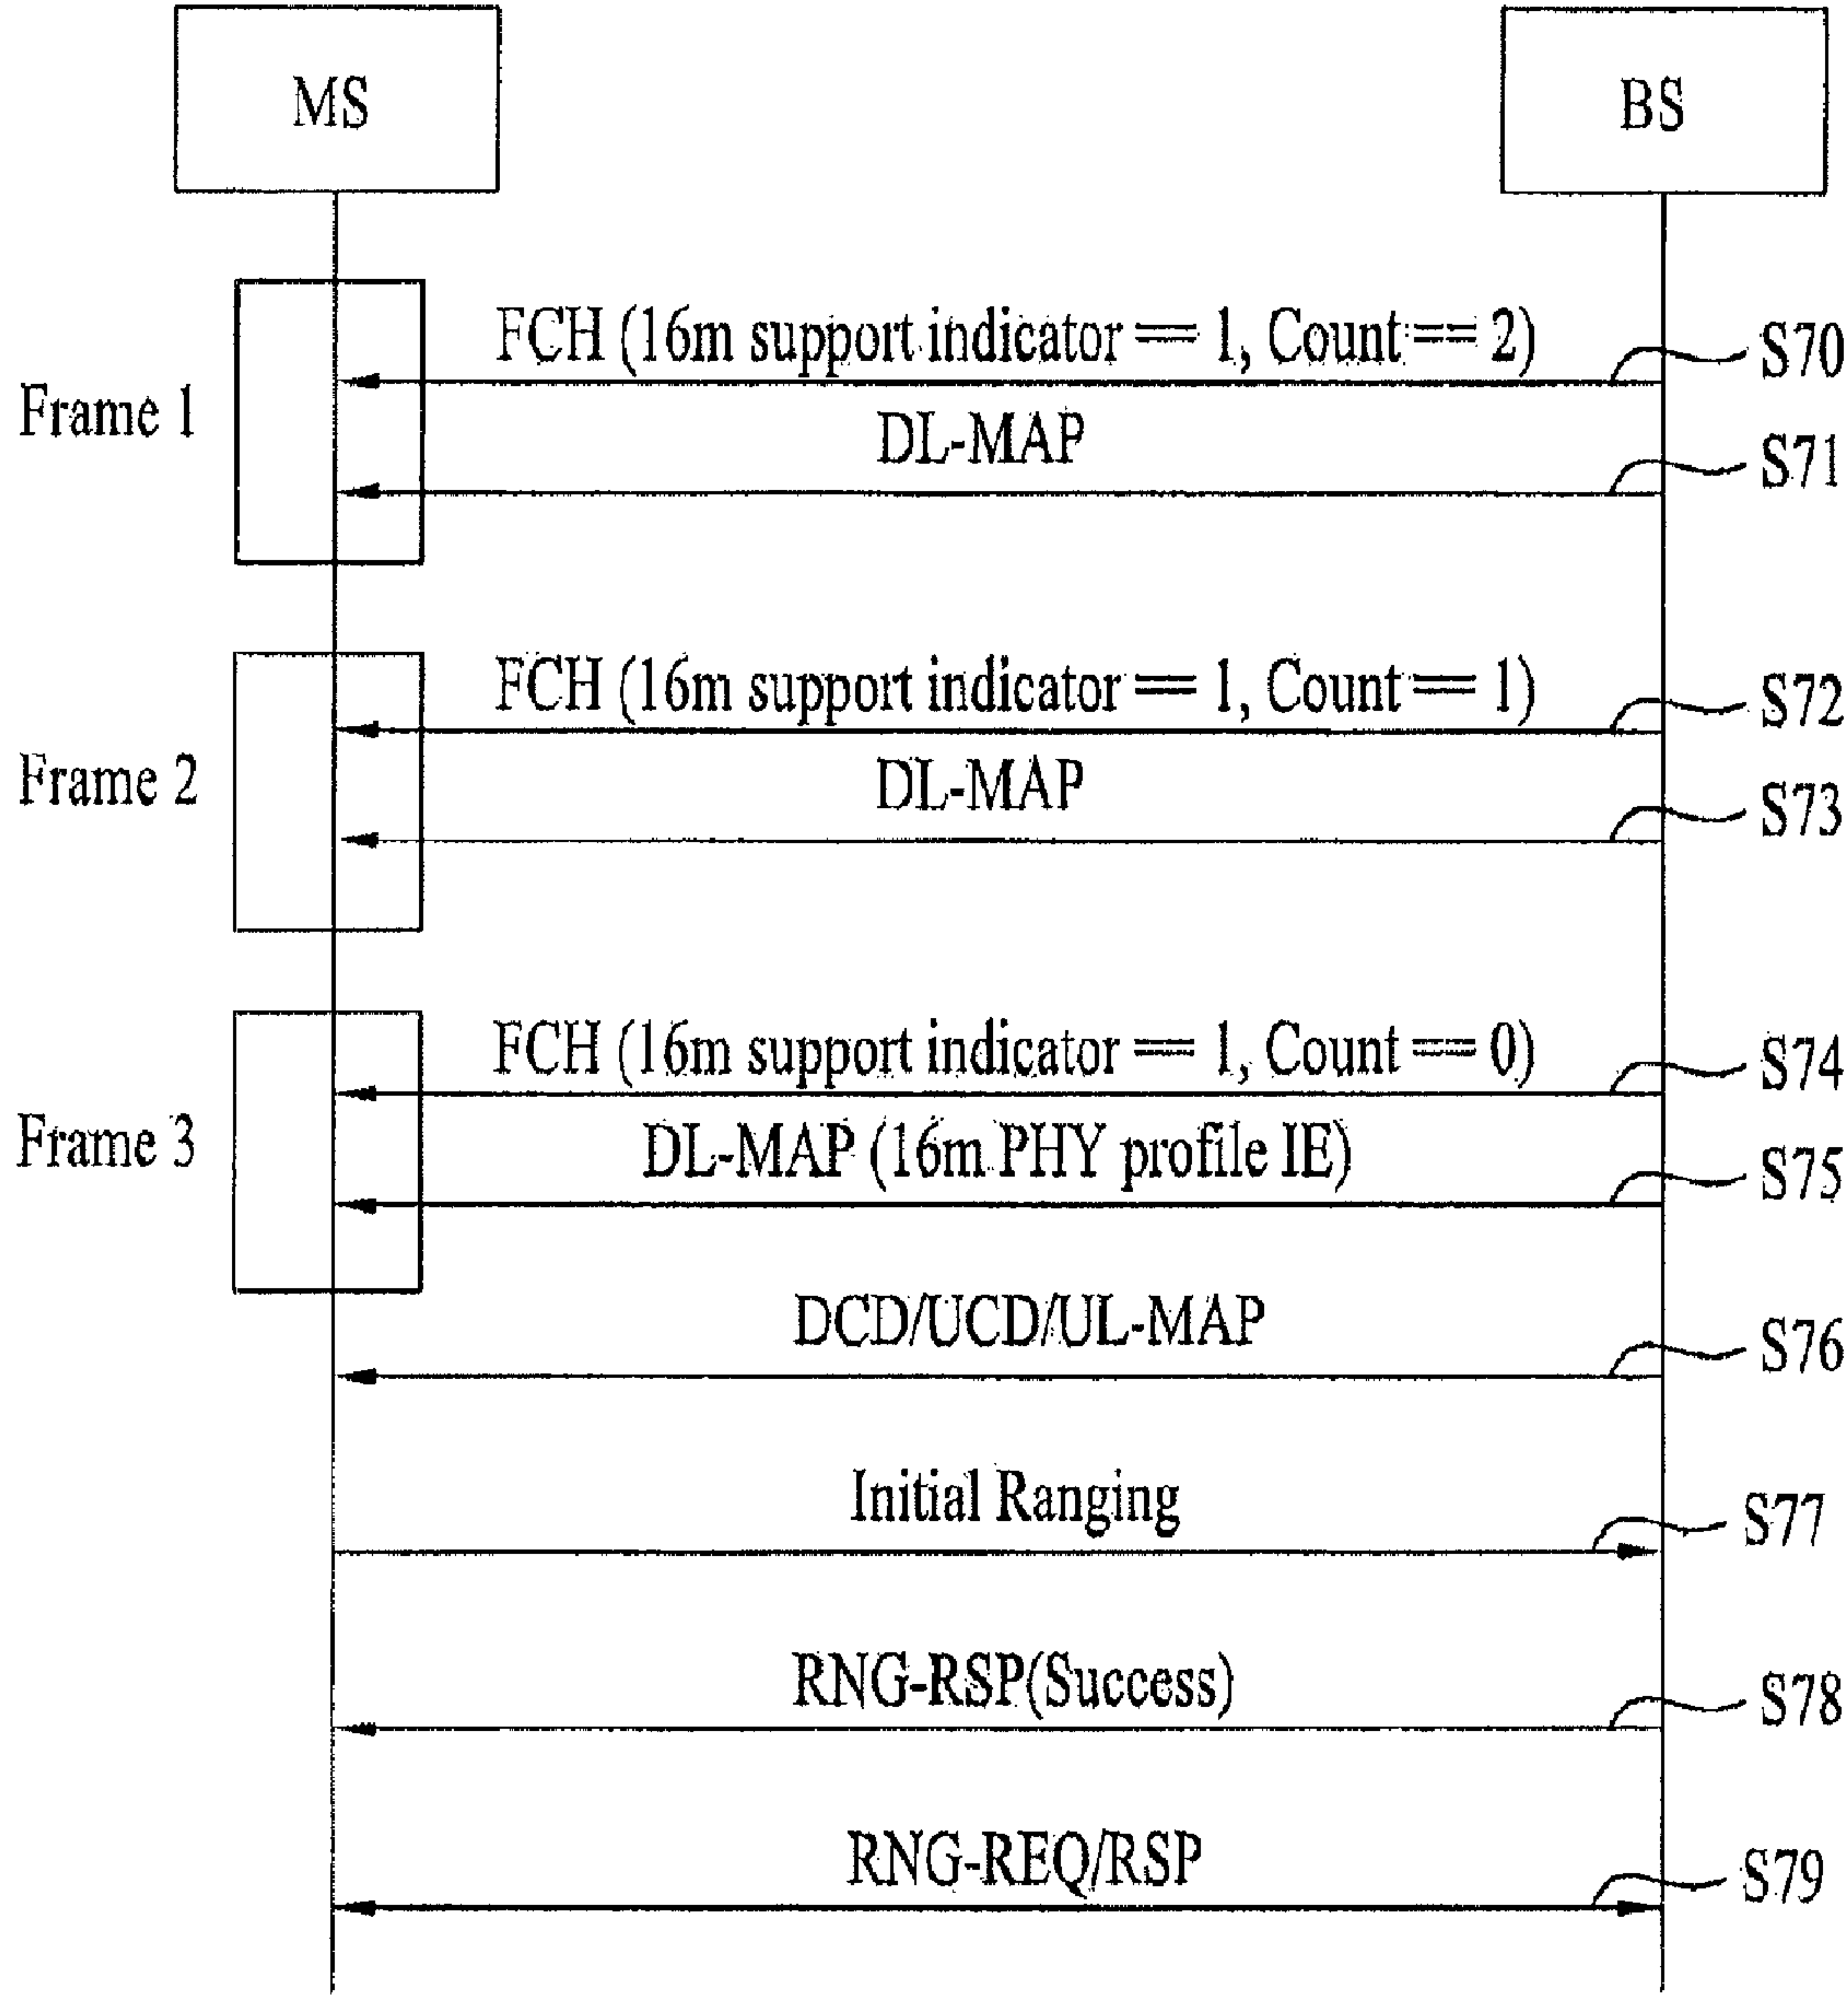 MS
BS
FCH (16m support indicator == 1, Count == 2)
S70
Frame 1
DL-MAP
S71
FCH (16m support indicator == 1, Count == 1)
S72
Frame 2
DL-MAP
S73
FCH (16m support indicator == 1, Count == 0)
S74
Frame 3
DL-MAP (16m PHY profile IE)
S75
DCD/UCD/UL-MAP
S76
Initial Ranging
S77
RNG-RSP(Success)
S78
RNG-REQ/RSP
S79